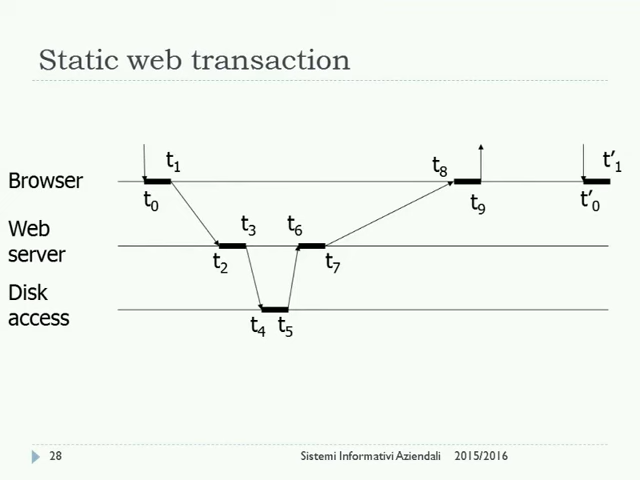 Static web transaction
t1
t8
t'1
Browser
t0
t9
t'0
Web
server
t3
t6
t2
t7
Disk
access
t4 t5
28
Sistemi Informativi Aziendali 2015/2016